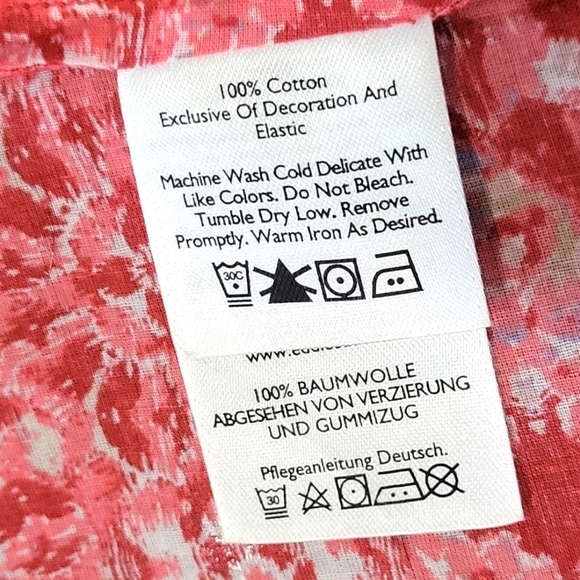 100% Cotton
Exclusive Of Decoration And
Elastic
Machine Wash Cold Delicate With
Like Colors. Do Not Bleach.
Tumble Dry Low. Remove
Promptly. Warm Iron As Desired.
30C
100% BAUMWOLLE
ABGESEHEN VON VERZIERUNG
UND GUMMIZUG
Pflegeanleitung Deutsch.
30